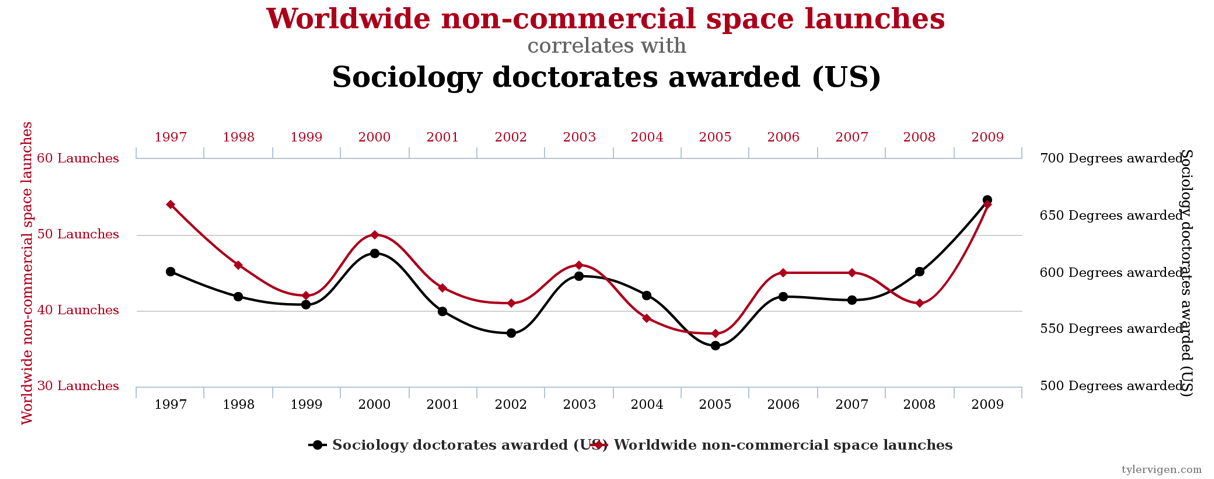 Worldwide non-commercial space launches
correlates with
Sociology doctorates awarded (US)
1997 1998 1999 2000 2001 2002 2003 2004 2005 2006 2007 2008 2009
Worldwide non-commercial space launches
60 Launches
50 Launches
40 Launches
30 Launches
700 Degrees awarded
650 Degrees awarded
600 Degrees awarded
550 Degrees awarded
500 Degrees awarded
Sociology doctorates awarded (US)
1997 1998 1999 2000 2001 2002 2003 2004 2005 2006 2007 2008 2009
Sociology doctorates awarded (US) Worldwide non-commercial space launches
tylervigen.com